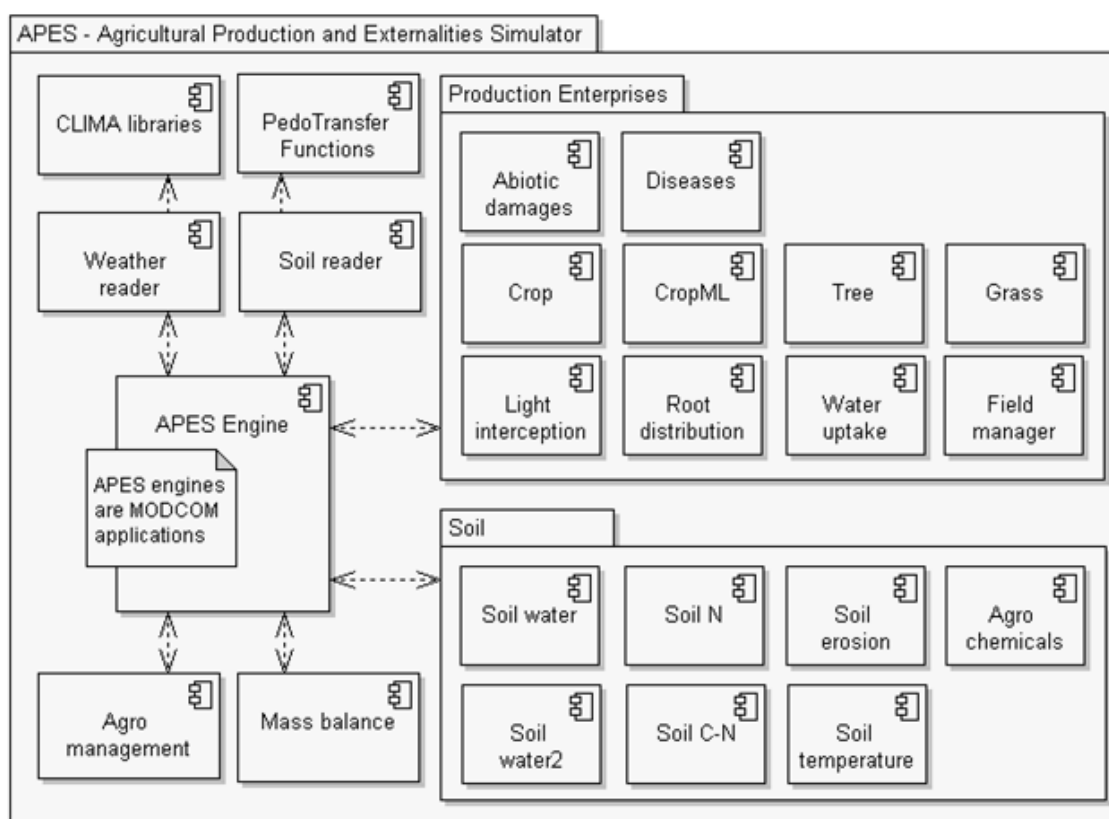 APES - Agricultural Production and Externalities Simulator
CLIMA libraries
PedoTransfer
Functions
Weather
reader
Soil reader
APES Engine
APES engines
are MODCOM
applications
Agro
management
Mass balance
Production Enterprises
Abiotic
damages
Diseases
Crop
CropML
Tree
Grass
Light
interception
Root
distribution
Water
uptake
Field
manager
Soil
Soil water
Soil N
Soil
erosion
Agro
chemicals
Soil
water2
Soil C-N
Soil
temperature